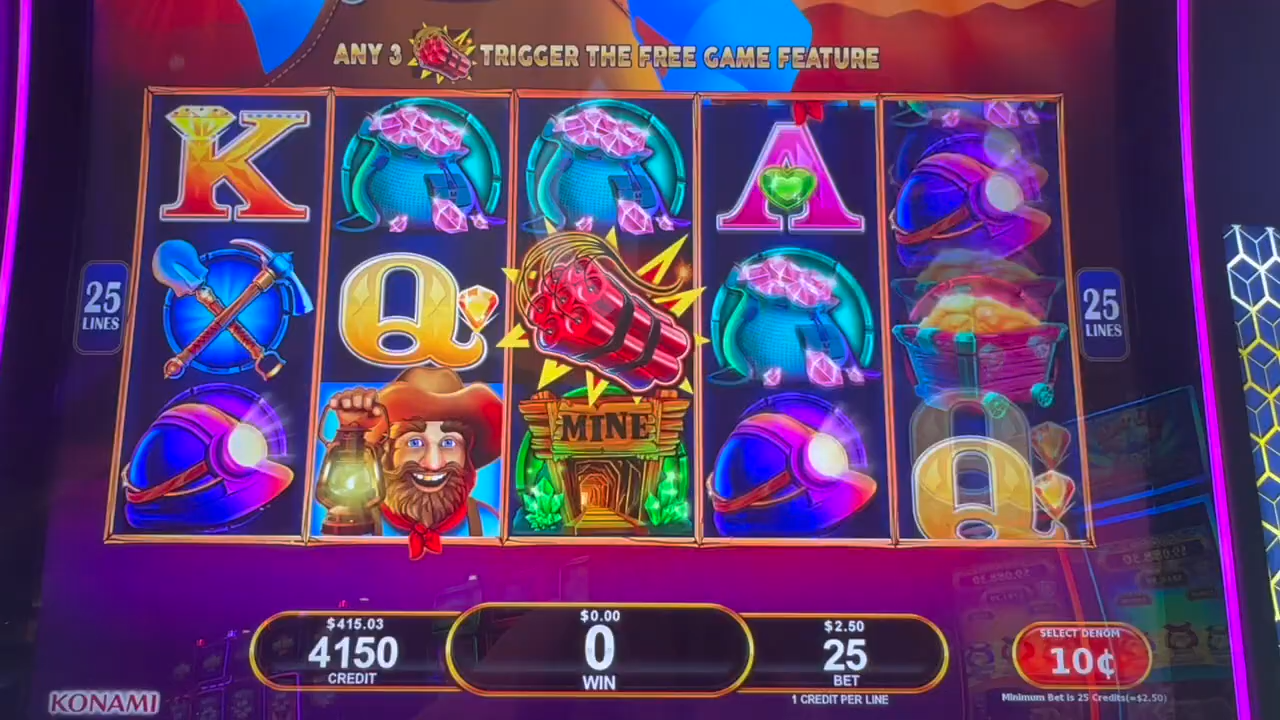 ANY 3 TRIGGER THE FREE GAME FEATURE
K
A
25
LINES
Q
25
LINES
MINE
Q
$415.03
4150
CREDIT
$0.00
0
WIN
$2.50
25
BET
1 CREDIT PER LINE
SELECT DENOM
10¢
Minimum Bet is 25 Credits(=$2.50)
KONAMI